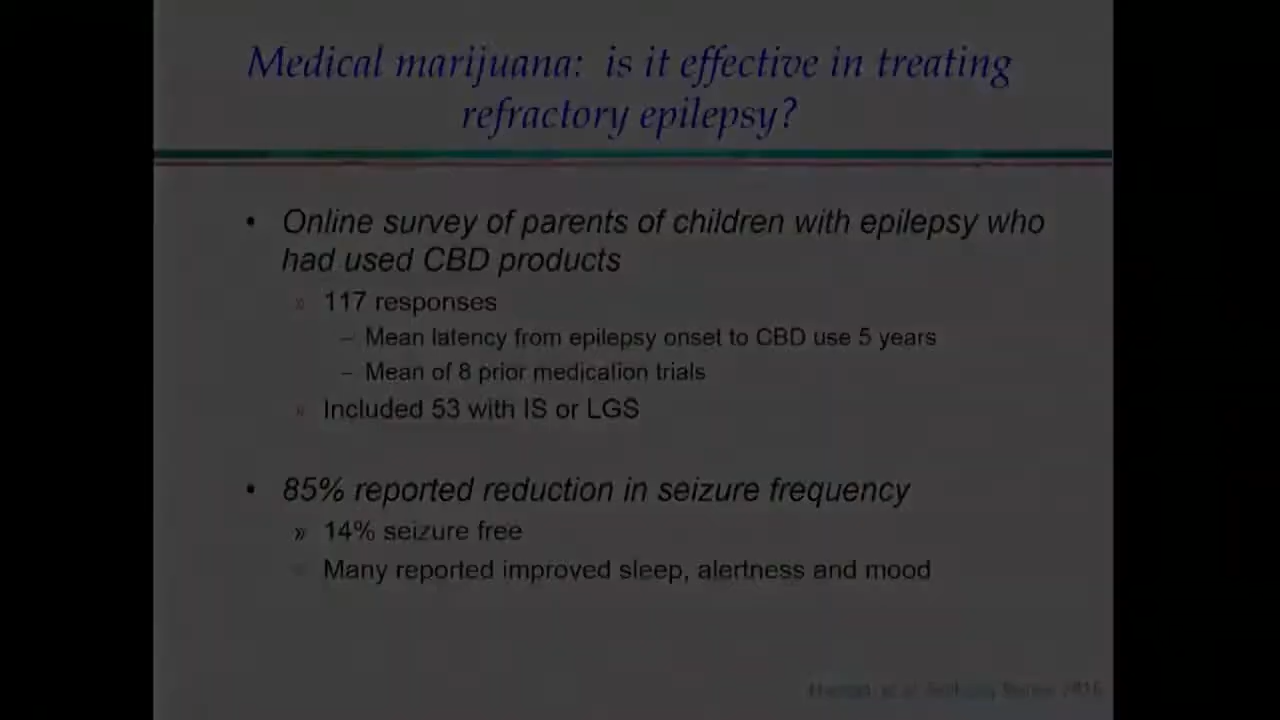 Medical marijuana: is it effective in treating
refractory epilepsy?
• Online survey of parents of children with epilepsy who
had used CBD products
» 117 responses
– Mean latency from epilepsy onset to CBD use 5 years
– Mean of 8 prior medication trials
» Included 53 with IS or LGS
• 85% reported reduction in seizure frequency
» 14% seizure free
» Many reported improved sleep, alertness and mood